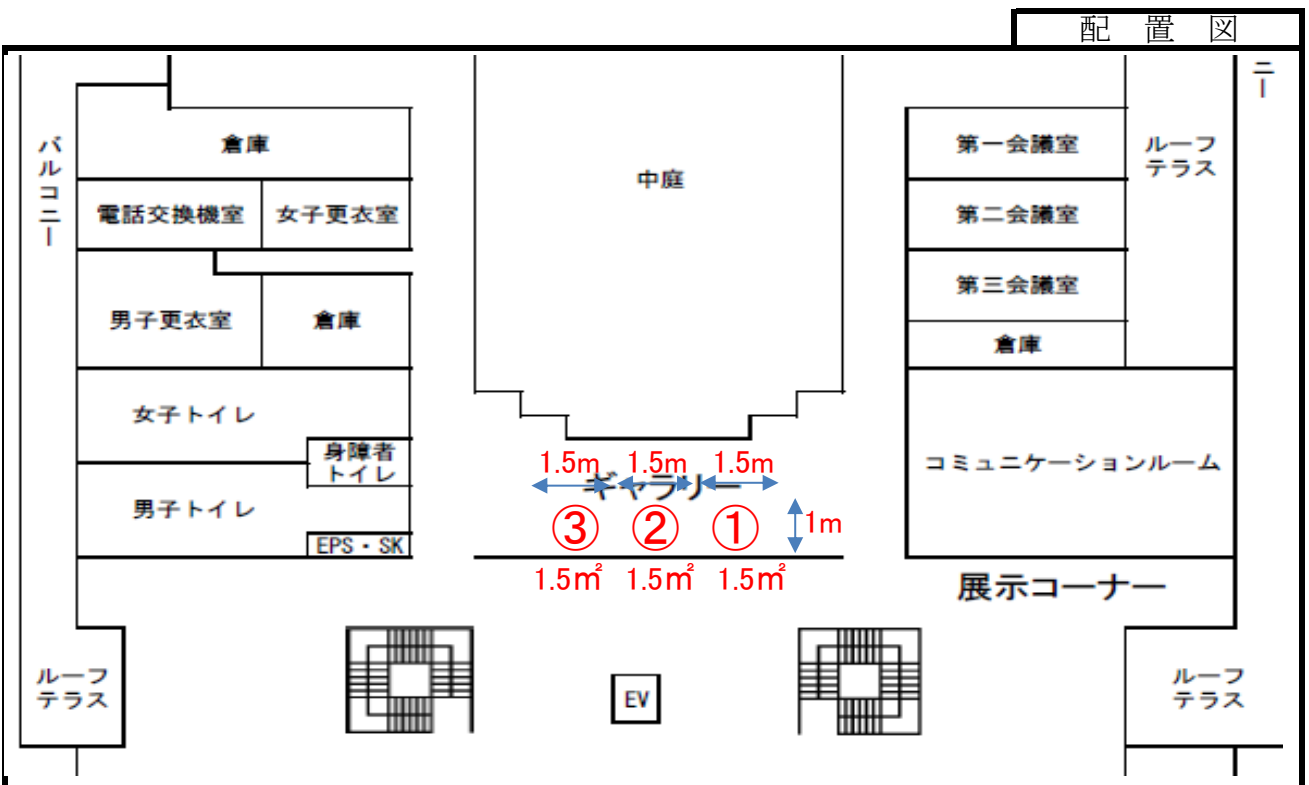 配 置 図
ニー
バルコニー
倉庫
電話交換機室
女子更衣室
男子更衣室
倉庫
女子トイレ
身障者
トイレ
男子トイレ
EPS・SK
中庭
第一会議室
第二会議室
第三会議室
倉庫
ルーフ
テラス
コミュニケーションルーム
1.5m 1.5m 1.5m
ギャラリー
③ ② ① 1m
1.5㎡ 1.5㎡ 1.5㎡
展示コーナー
ルーフ
テラス
EV
ルーフ
テラス